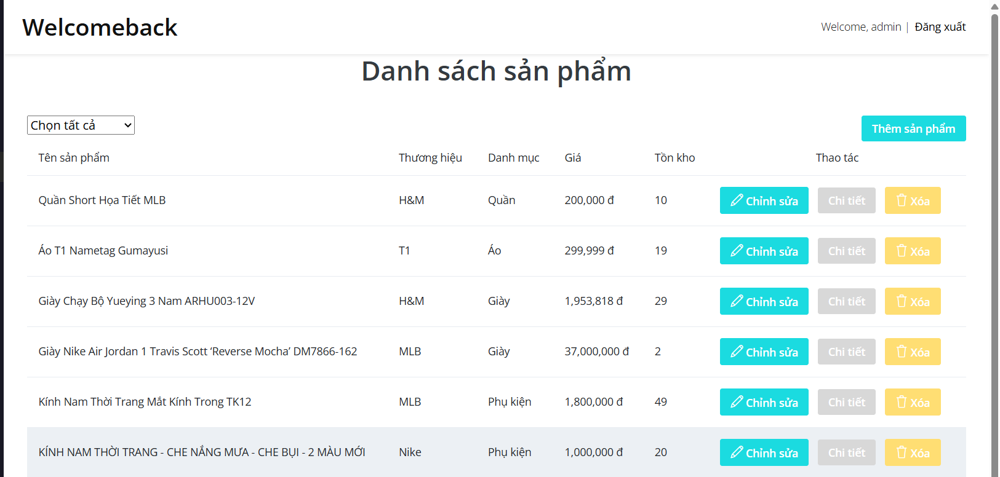 Welcomeback
Welcome, admin | Đăng xuất
Danh sách sản phẩm
Chọn tất cả
Thêm sản phẩm
Tên sản phẩm Thương hiệu Danh mục Giá Tồn kho Thao tác
Quần Short Họa Tiết MLB H&M Quần 200,000 đ 10 Chỉnh sửa Chi tiết Xóa
Áo T1 Nametag Gumayusi T1 Áo 299,999 đ 19 Chỉnh sửa Chi tiết Xóa
Giày Chạy Bộ Yueying 3 Nam ARHU003-12V H&M Giày 1,953,818 đ 29 Chỉnh sửa Chi tiết Xóa
Giày Nike Air Jordan 1 Travis Scott ‘Reverse Mocha’ DM7866-162 MLB Giày 37,000,000 đ 2 Chỉnh sửa Chi tiết Xóa
Kính Nam Thời Trang Mắt Kính Trong TK12 MLB Phụ kiện 1,800,000 đ 49 Chỉnh sửa Chi tiết Xóa
KÍNH NAM THỜI TRANG - CHE NẮNG MƯA - CHE BỤI - 2 MÀU MỚI Nike Phụ kiện 1,000,000 đ 20 Chỉnh sửa Chi tiết Xóa